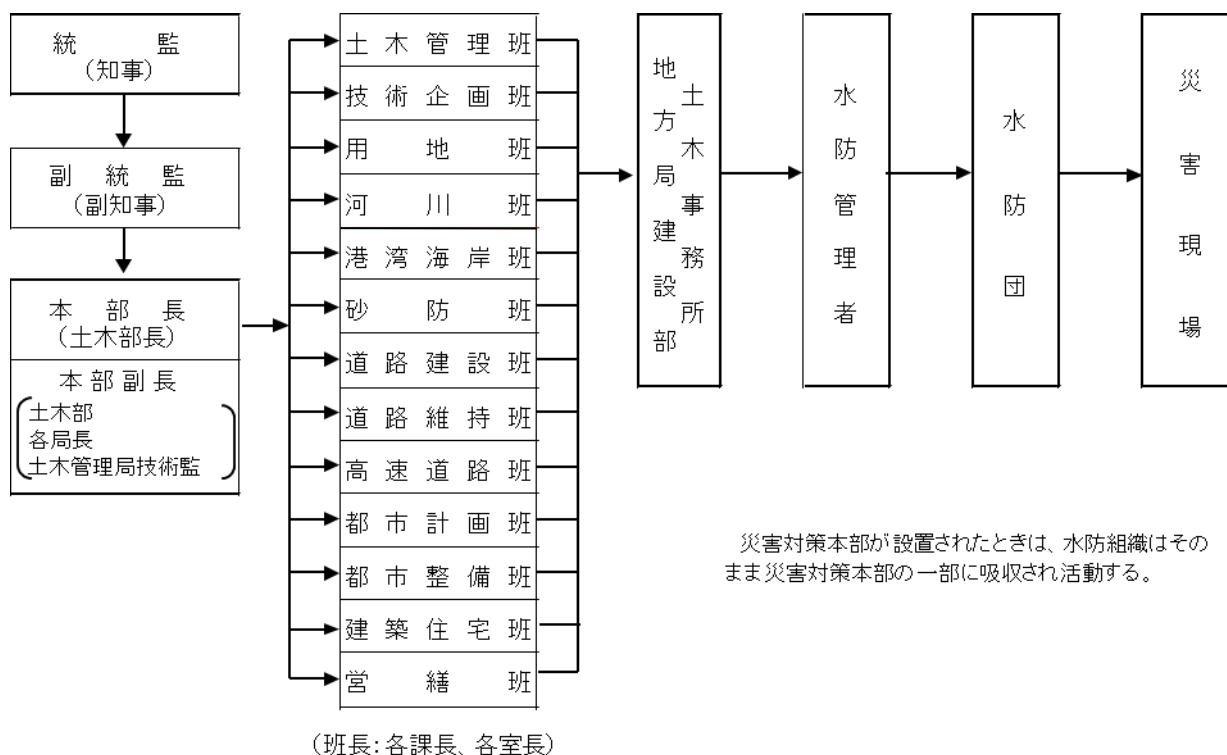 統監
(知事)
副統監
(副知事)
本部長
(土木部長)
本部副長
土木部
各局長
土木管理局技術監
土木管理班
技術企画班
用地班
河川班
港湾海岸班
砂防班
道路建設班
道路維持班
高速道路班
都市計画班
都市整備班
建築住宅班
営繕班
(班長:各課長、各室長)
地方局建設部
土木事務所
水防管理者
水防団
災害現場
災害対策本部が設置されたときは、水防組織はその
まま災害対策本部の一部に吸収され活動する。